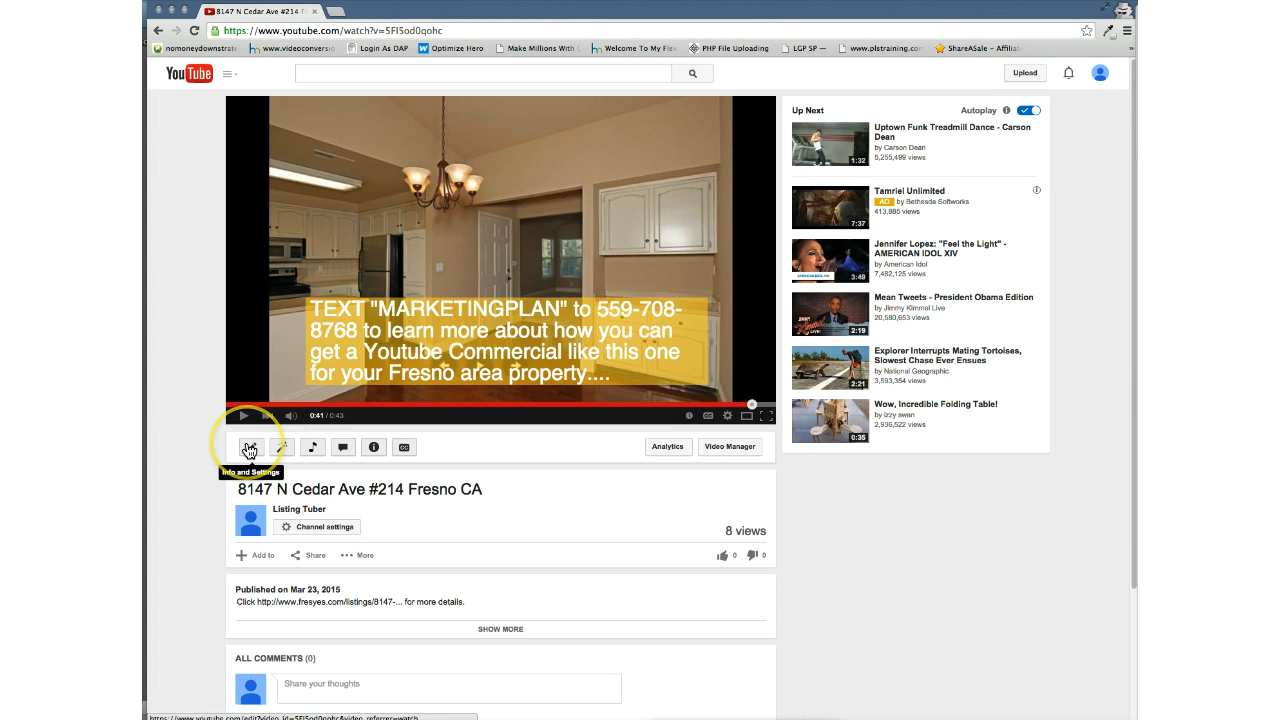 8147 N Cedar Ave #214 F
https://www.youtube.com/watch?v=5FI5od0qohc
nomoneydownstrate
www.videoconversio
Login As DAP
Optimize Hero
Make Millions With C
Welcome To My Flex
PHP File Uploading
LGP SP —
www.plstraining.com
ShareASale – Affiliat
»
YouTube
Upload
TEXT "MARKETINGPLAN" to 559-708-
8768 to learn more about how you can
get a Youtube Commercial like this one
for your Fresno area property....
0:41 / 0:43
Info and Settings
Analytics
Video Manager
8147 N Cedar Ave #214 Fresno CA
Listing Tuber
Channel settings
8 views
Add to
Share
More
0
0
Published on Mar 23, 2015
Click http://www.fresyes.com/listings/8147-... for more details.
SHOW MORE
ALL COMMENTS (0)
Share your thoughts
https://www.youtube.com/edit?video_id=5FI5od0qohc&video_referrer=watch
Up Next
Autoplay
Uptown Funk Treadmill Dance - Carson
Dean
by Carson Dean
5,255,499 views
1:32
Tamriel Unlimited
AD by Bethesda Softworks
413,885 views
7:37
Jennifer Lopez: "Feel the Light" -
AMERICAN IDOL XIV
by American Idol
7,482,125 views
3:49
Mean Tweets - President Obama Edition
by Jimmy Kimmel Live
20,580,653 views
2:19
Explorer Interrupts Mating Tortoises,
Slowest Chase Ever Ensues
by National Geographic
3,593,354 views
2:21
Wow, Incredible Folding Table!
by izzy swan
2,936,522 views
0:35